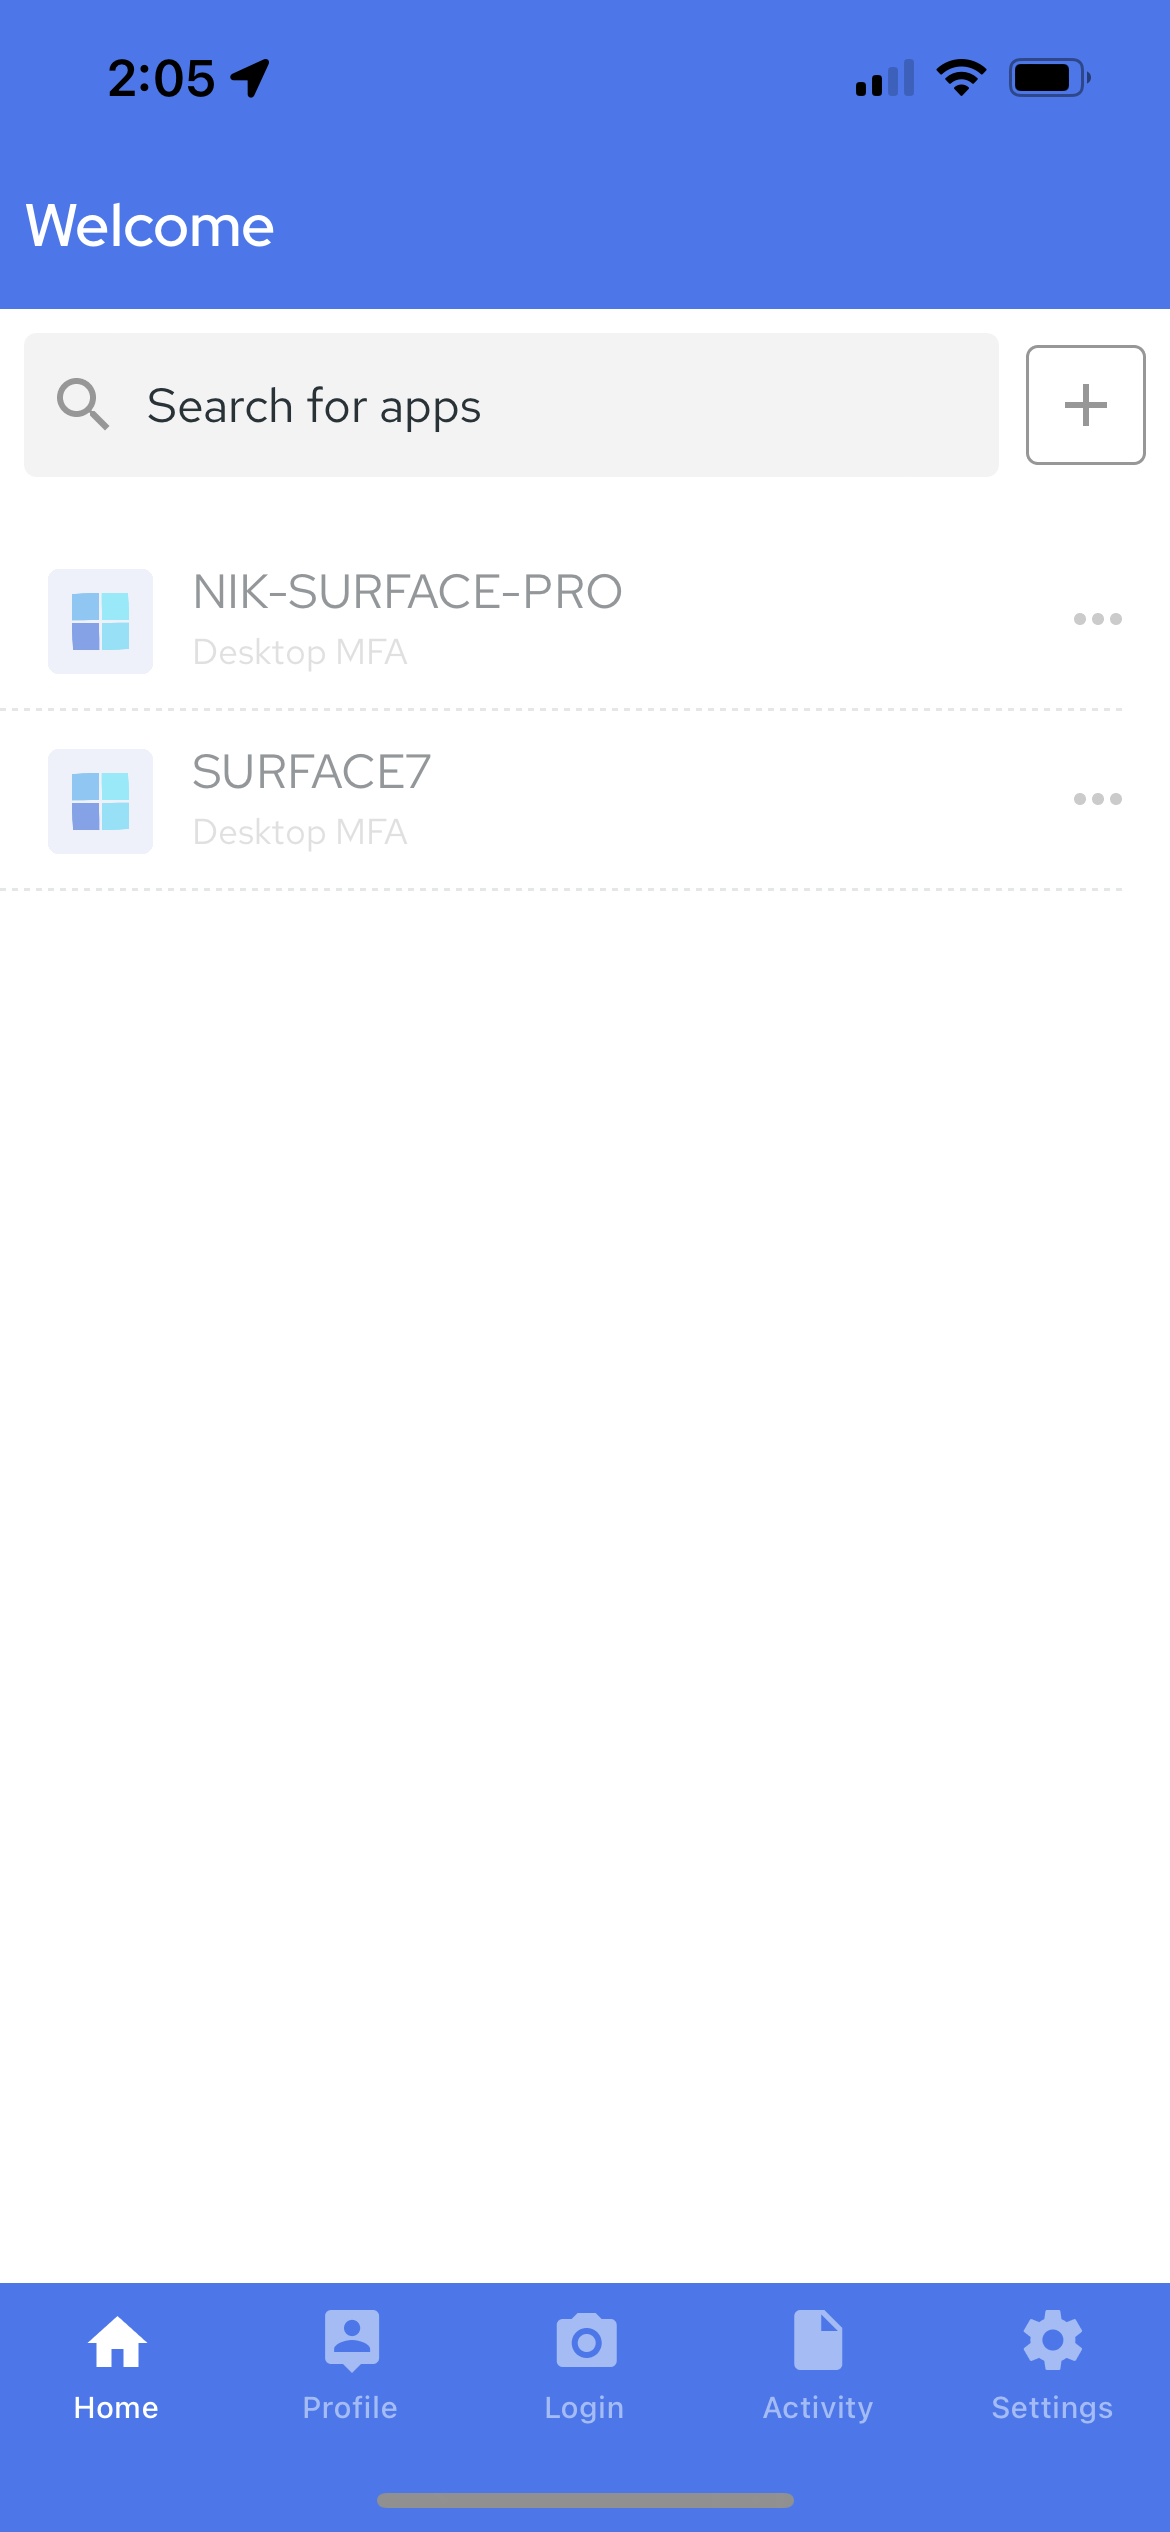 2:05
Welcome
Search for apps
NIK-SURFACE-PRO
Desktop MFA
SURFACE7
Desktop MFA
Home
Profile
Login
Activity
Settings